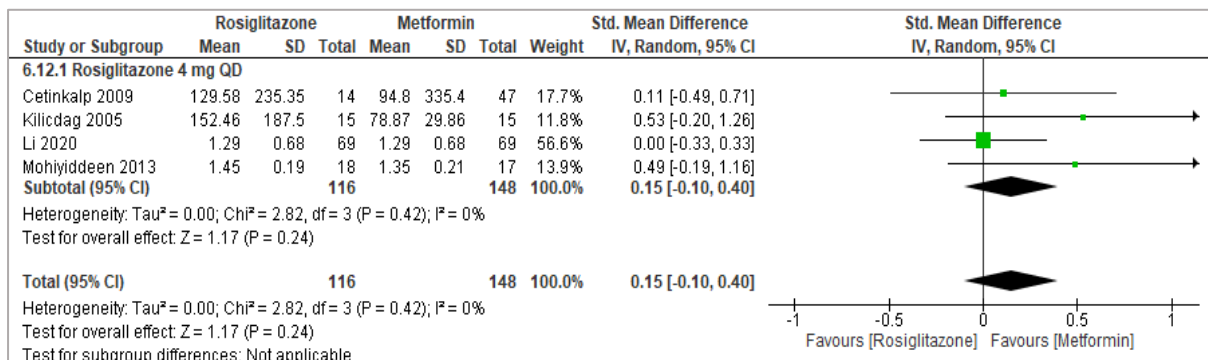 Rosiglitazone Metformin Std. Mean Difference Std. Mean Difference
Study or Subgroup Mean SD Total Mean SD Total Weight IV, Random, 95% CI IV, Random, 95% CI
6.12.1 Rosiglitazone 4 mg QD
Cetinkalp 2009 129.58 235.35 14 94.8 335.4 47 17.7% 0.11 [-0.49, 0.71]
Kilicdag 2005 152.46 187.5 15 78.87 29.86 15 11.8% 0.53 [-0.20, 1.26]
Li 2020 1.29 0.68 69 1.29 0.68 69 56.6% 0.00 [-0.33, 0.33]
Mohiyiddeen 2013 1.45 0.19 18 1.35 0.21 17 13.9% 0.49 [-0.19, 1.16]
Subtotal (95% CI) 116 148 100.0% 0.15 [-0.10, 0.40]
Heterogeneity: Tau² = 0.00; Chi² = 2.82, df = 3 (P = 0.42); I² = 0%
Test for overall effect: Z = 1.17 (P = 0.24)
Total (95% CI) 116 148 100.0% 0.15 [-0.10, 0.40]
Heterogeneity: Tau² = 0.00; Chi² = 2.82, df = 3 (P = 0.42); I² = 0%
Test for overall effect: Z = 1.17 (P = 0.24)
Test for subgroup differences: Not applicable
-1 -0.5 0 0.5 1
Favours [Rosiglitazone] Favours [Metformin]